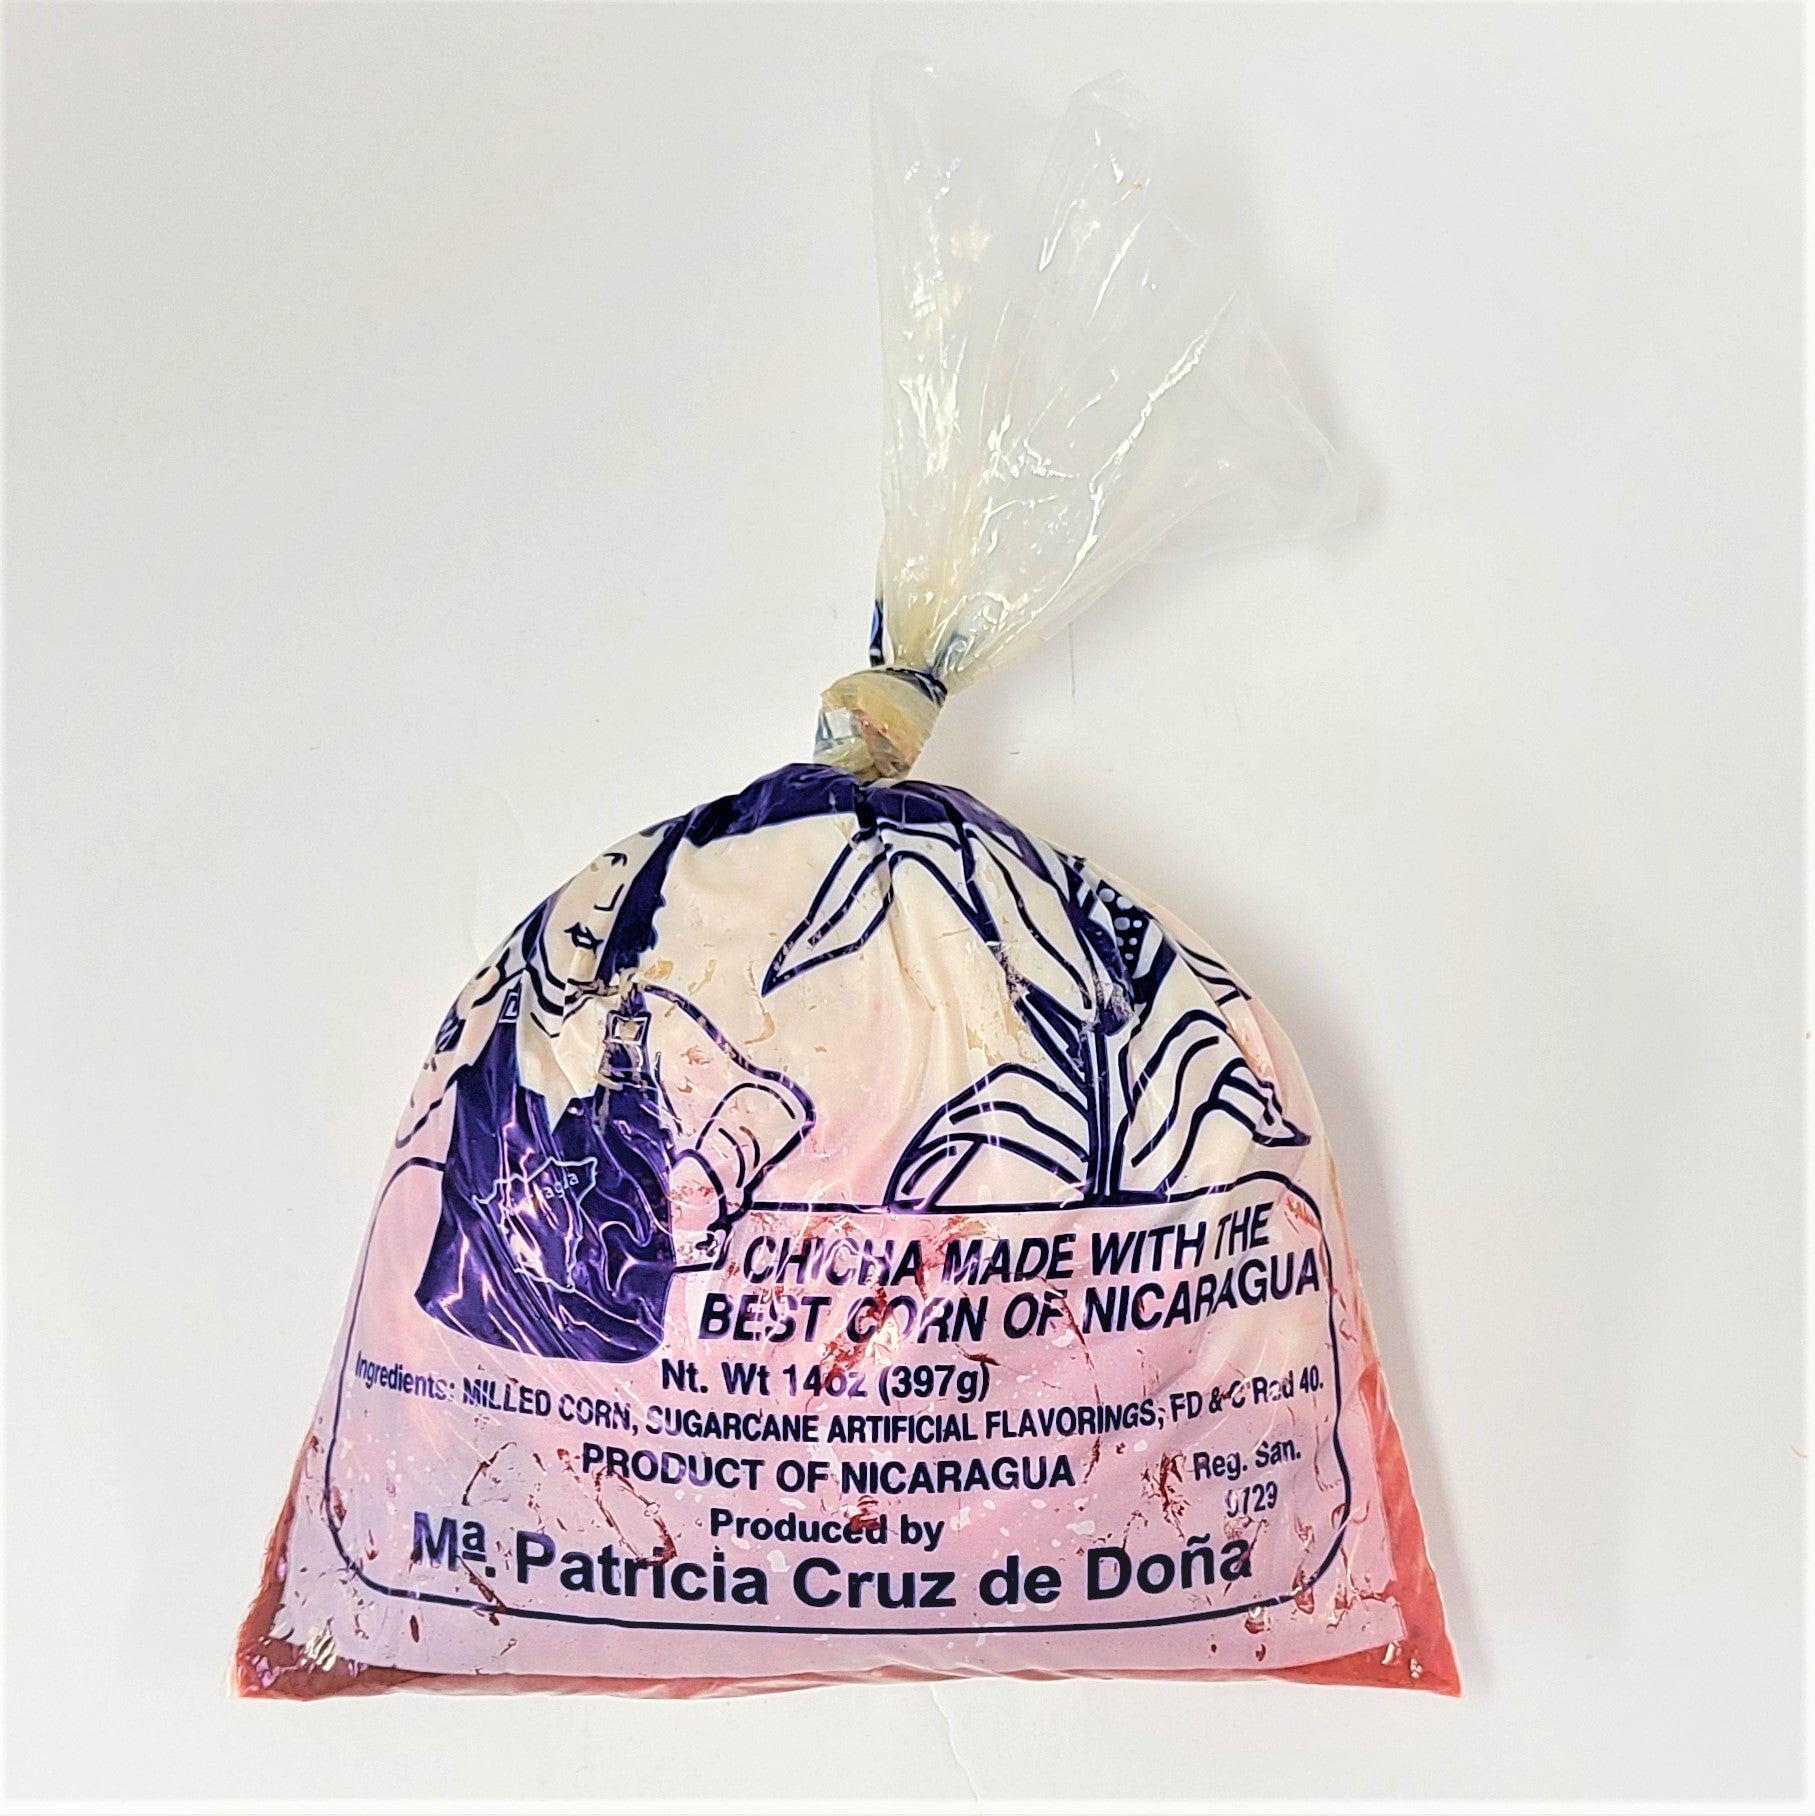 CHICHA MADE WITH THE
BEST CORN OF NICARAGUA
Nt. Wt 14oz (397g)
Ingredients: MILLED CORN, SUGARCANE ARTIFICIAL FLAVORINGS, FD & C Red 40.
PRODUCT OF NICARAGUA
Reg. San.
Produced by
Mª. Patricia Cruz de Doña